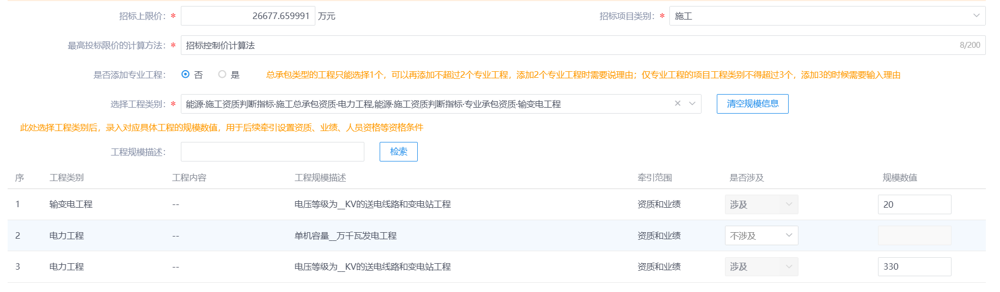 招标上限价：* 26677.659991 万元 招标项目类别：* 施工
最高投标限价的计算方法：* 招标控制价计算法 8/200
是否添加专业工程： 否 是 总承包类型的工程只能选择1个，可以再添加不超过2个专业工程，添加2个专业工程时需要说理由；仅专业工程的项目工程类别不得超过3个，添加3的时候需要输入理由
选择工程类别：* 能源·施工资质判断指标·施工总承包资质·电力工程,能源·施工资质判断指标·专业承包资质·输变电工程 清空规模信息
此处选择工程类别后，录入对应具体工程的规模数值，用于后续牵引设置资质、业绩、人员资格等资格条件
工程规模描述： 检索
序 工程类别 工程内容 工程规模描述 牵引范围 是否涉及 规模数值
1 输变电工程 -- 电压等级为__KV的送电线路和变电站工程 资质和业绩 涉及 20
2 电力工程 -- 单机容量__万千瓦发电工程 资质和业绩 不涉及
3 电力工程 -- 电压等级为__KV的送电线路和变电站工程 资质和业绩 涉及 330